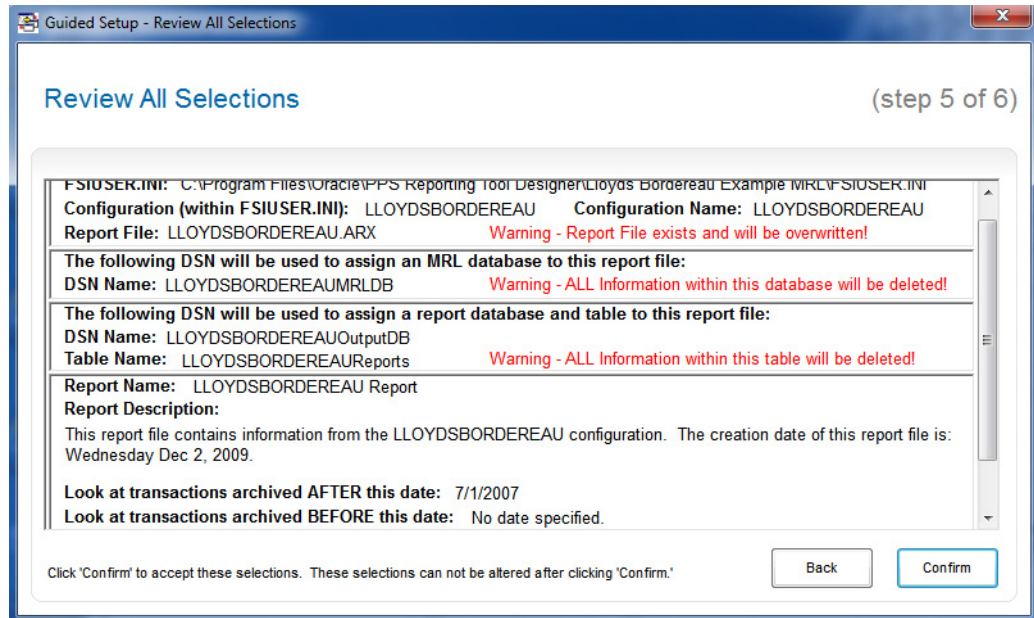 Guided Setup - Review All Selections
Review All Selections
(step 5 of 6)
FSIUSER.INI: C:\Program Files\Oracle\PPS Reporting Tool Designer\Lloyds Bordereau Example MRL\FSIUSER.INI
Configuration (within FSIUSER.INI): LLOYDSBORDEREAU Configuration Name: LLOYDSBORDEREAU
Report File: LLOYDSBORDEREAU.ARX Warning - Report File exists and will be overwritten!
The following DSN will be used to assign an MRL database to this report file:
DSN Name: LLOYDSBORDEREAUMRLDB Warning - ALL Information within this database will be deleted!
The following DSN will be used to assign a report database and table to this report file:
DSN Name: LLOYDSBORDEREAUOutputDB
Table Name: LLOYDSBORDEREAUReports Warning - ALL Information within this table will be deleted!
Report Name: LLOYDSBORDEREAU Report
Report Description:
This report file contains information from the LLOYDSBORDEREAU configuration. The creation date of this report file is:
Wednesday Dec 2, 2009.
Look at transactions archived AFTER this date: 7/1/2007
Look at transactions archived BEFORE this date: No date specified.
Click 'Confirm' to accept these selections. These selections can not be altered after clicking 'Confirm.'
Back
Confirm